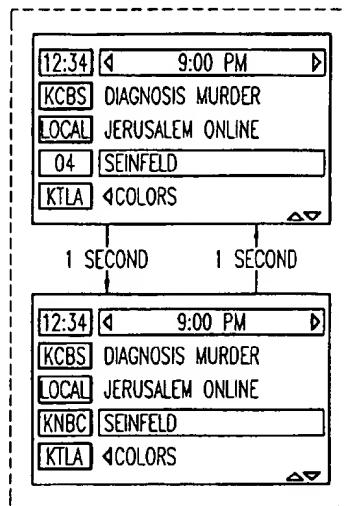 12:34 9:00 PM
KCBS DIAGNOSIS MURDER
LOCAL JERUSALEM ONLINE
04 SEINFELD
KTLA COLORS
1 SECOND 1 SECOND
12:34 9:00 PM
KCBS DIAGNOSIS MURDER
LOCAL JERUSALEM ONLINE
KNBC SEINFELD
KTLA COLORS